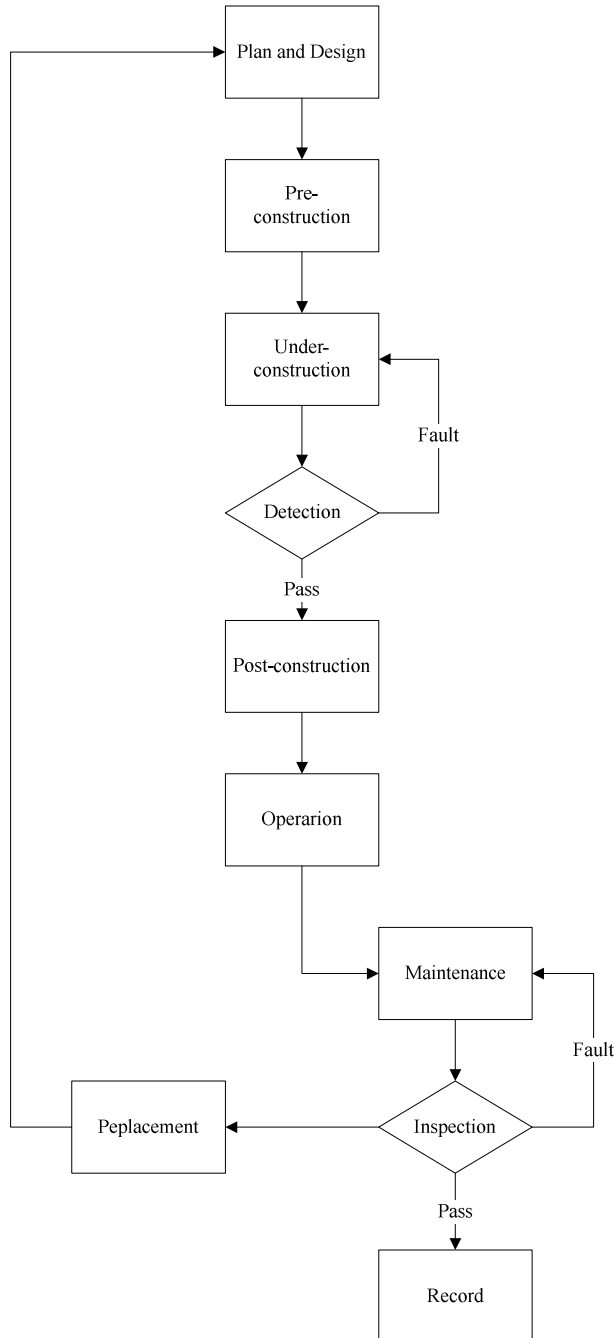 Plan and Design
Pre-
construction
Under-
construction
Fault
Detection
Pass
Post-construction
Operarion
Maintenance
Fault
Peplacement
Inspection
Pass
Record